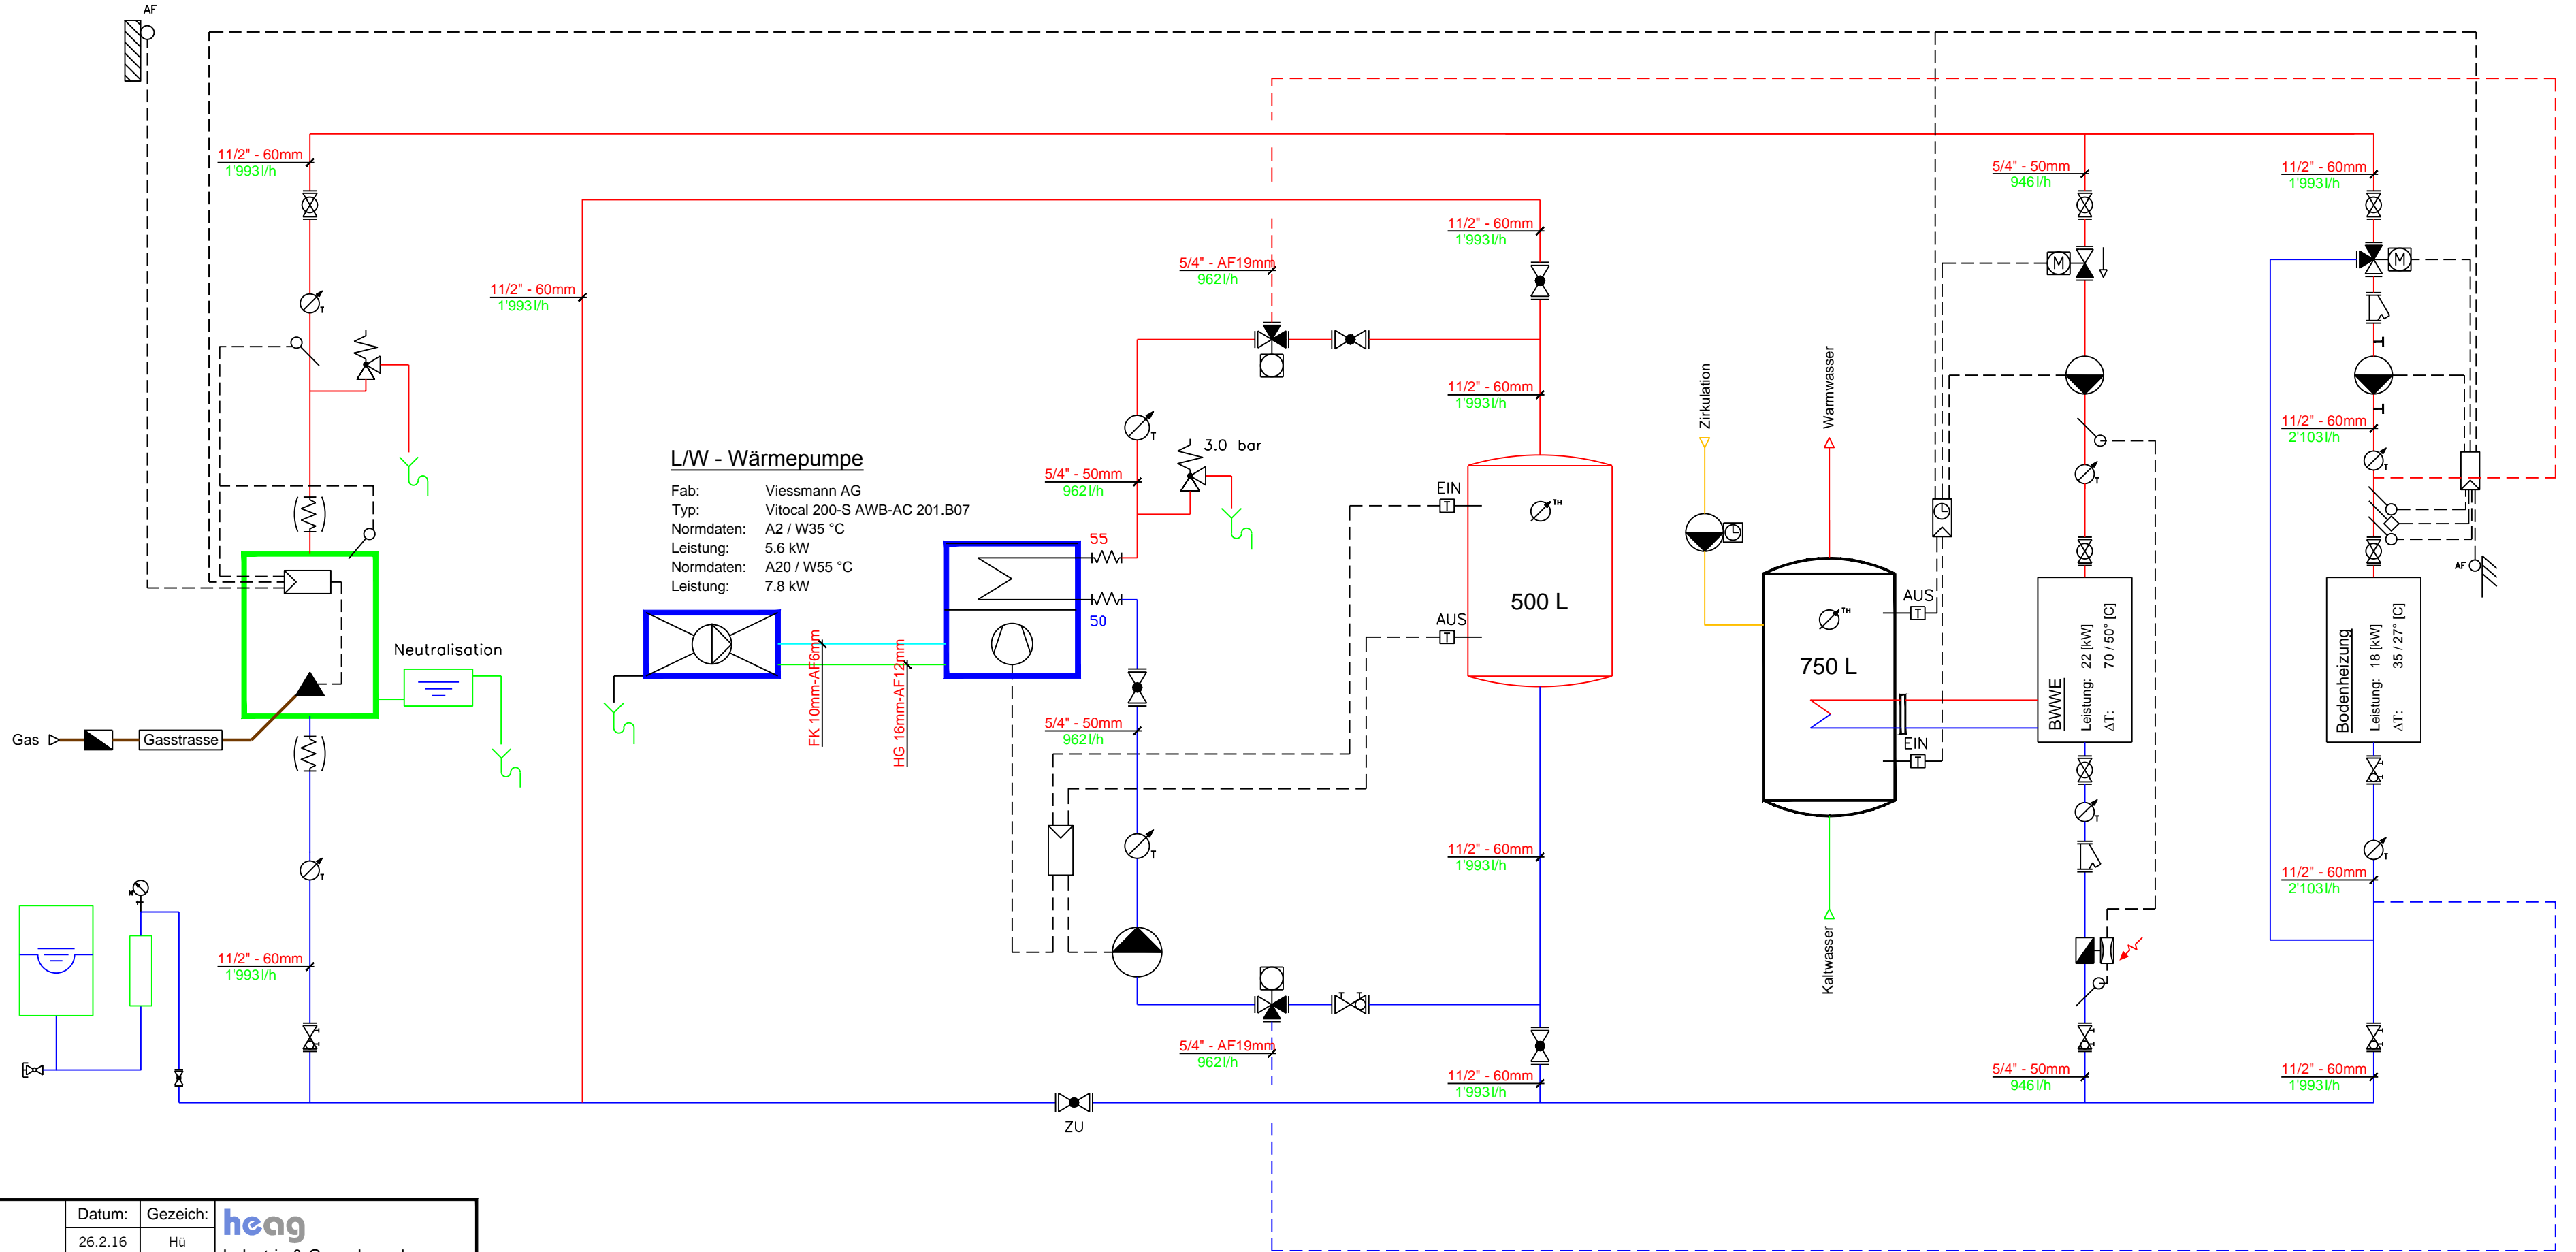 AF
11/2" - 60mm
1'993 l/h
T
Neutralisation
Gas
Gasstrasse
T
11/2" - 60mm
1'993 l/h
11/2" - 60mm
1'993 l/h
L/W - Wärmepumpe
Fab: Viessmann AG
Typ: Vitocal 200-S AWB-AC 201.B07
Normdaten: A2 / W35 °C
Leistung: 5.6 kW
Normdaten: A20 / W55 °C
Leistung: 7.8 kW
FK 10mm-AF6mm
HG 16mm-AF12mm
55
50
5/4" - AF19mm
962 l/h
T
3.0 bar
5/4" - 50mm
962 l/h
5/4" - 50mm
962 l/h
T
5/4" - AF19mm
962 l/h
ZU
11/2" - 60mm
1'993 l/h
11/2" - 60mm
1'993 l/h
EIN
T
AUS
T
TH
500 L
11/2" - 60mm
1'993 l/h
11/2" - 60mm
1'993 l/h
Zirkulation
Warmwasser
TH
750 L
AUS
T
EIN
T
Kaltwasser
5/4" - 50mm
946 l/h
M
T
BWWE
Leistung: 22 [kW]
ΔT: 70 / 50° [C]
T
5/4" - 50mm
946 l/h
11/2" - 60mm
1'993 l/h
M
11/2" - 60mm
2'103 l/h
T
AF
Bodenheizung
Leistung: 18 [kW]
ΔT: 35 / 27° [C]
T
11/2" - 60mm
2'103 l/h
11/2" - 60mm
1'993 l/h
Datum: Gezeich:
26.2.16 Hü
heag